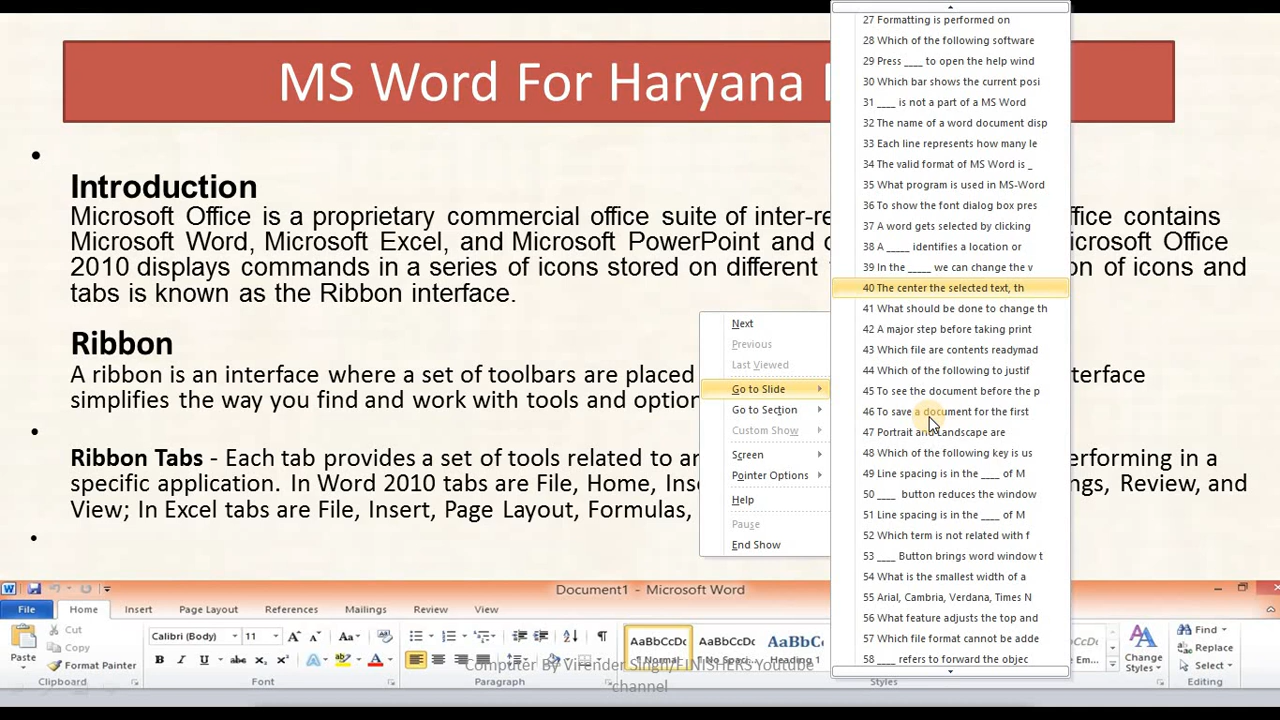 MS Word For Haryana
Introduction
Microsoft Office is a proprietary commercial office suite of inter-re
ffice contains
Microsoft Word, Microsoft Excel, and Microsoft PowerPoint and
icrosoft Office
2010 displays commands in a series of icons stored on different
on of icons and
tabs is known as the Ribbon interface.
Ribbon
A ribbon is an interface where a set of toolbars are placed
terface
simplifies the way you find and work with tools and option
Ribbon Tabs - Each tab provides a set of tools related to an
erforming in a
specific application. In Word 2010 tabs are File, Home, Inse
ngs, Review, and
View; In Excel tabs are File, Insert, Page Layout, Formulas,
Next
Previous
Last Viewed
Go to Slide
Go to Section
Custom Show
Screen
Pointer Options
Help
Pause
End Show
27 Formatting is performed on
28 Which of the following software
29 Press ____ to open the help wind
30 Which bar shows the current posi
31 ____ is not a part of a MS Word
32 The name of a word document disp
33 Each line represents how many le
34 The valid format of MS Word is _
35 What program is used in MS-Word
36 To show the font dialog box pres
37 A word gets selected by clicking
38 A _____ identifies a location or
39 In the _____ we can change the v
40 The center the selected text, th
41 What should be done to change th
42 A major step before taking print
43 Which file are contents readymad
44 Which of the following to justif
45 To see the document before the p
46 To save a document for the first
47 Portrait and Landscape are
48 Which of the following key is us
49 Line spacing is in the ____ of M
50 ____ button reduces the window
51 Line spacing is in the ____ of M
52 Which term is not related with f
53 ____ Button brings word window t
54 What is the smallest width of a
55 Arial, Cambria, Verdana, Times N
56 What feature adjusts the top and
57 Which file format cannot be adde
58 ____ refers to forward the objec
Document1 - Microsoft Word
File Home Insert Page Layout References Mailings Review View
Paste
Cut
Copy
Format Painter
Clipboard
Calibri (Body) 11
B I U abc X₂ X²
Font
Paragraph
AaBbCcDc AaBbCcDc AaBbCc
¶ Normal ¶ No Spaci... Heading 1
Styles
Change
Styles
Find
Replace
Select
Editing
Computer By Virender Singh/FINISHERS Youtube
channel